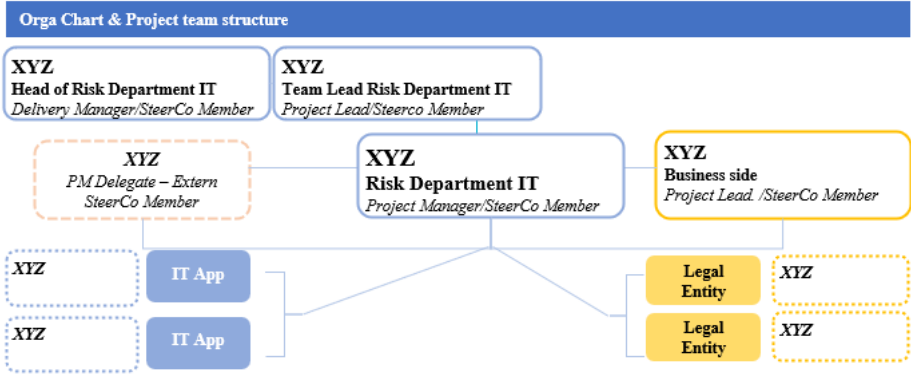 Orga Chart & Project team structure
XYZ
Head of Risk Department IT
Delivery Manager/SteerCo Member
XYZ
Team Lead Risk Department IT
Project Lead/Steerco Member
XYZ
PM Delegate – Extern
SteerCo Member
XYZ
Risk Department IT
Project Manager/SteerCo Member
XYZ
Business side
Project Lead. /SteerCo Member
XYZ
IT App
Legal
Entity
XYZ
XYZ
IT App
Legal
Entity
XYZ